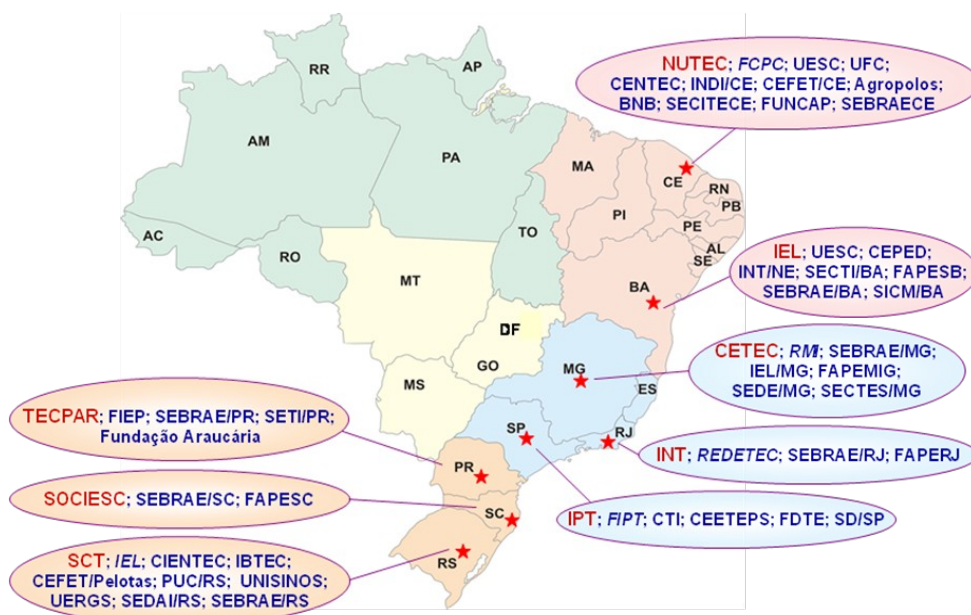 NUTEC; FCPC; UESC; UFC;
CENTEC; INDI/CE; CEFET/CE; Agropolos;
BNB; SECITECE; FUNCAP; SEBRAECE
RR
AP
AM
PA
MA
CE
RN
PB
PI
PE
AL
SE
AC
TO
RO
IEL; UESC; CEPED;
INT/NE; SECTI/BA; FAPESB;
SEBRAE/BA; SICM/BA
MT
BA
DF
GO
CETEC; RMI; SEBRAE/MG;
IEL/MG; FAPEMIG;
SEDE/MG; SECTES/MG
MG
ES
MS
TECPAR; FIEP; SEBRAE/PR; SETI/PR;
Fundação Araucária
SP
RJ
INT; REDETEC; SEBRAE/RJ; FAPERJ
PR
SOCIESC; SEBRAE/SC; FAPESC
SC
IPT; FIPT; CTI; CEETEPS; FDTE; SD/SP
SCT; IEL; CIENTEC; IBTEC;
CEFET/Pelotas; PUC/RS; UNISINOS;
UERGS; SEDAI/RS; SEBRAE/RS
RS